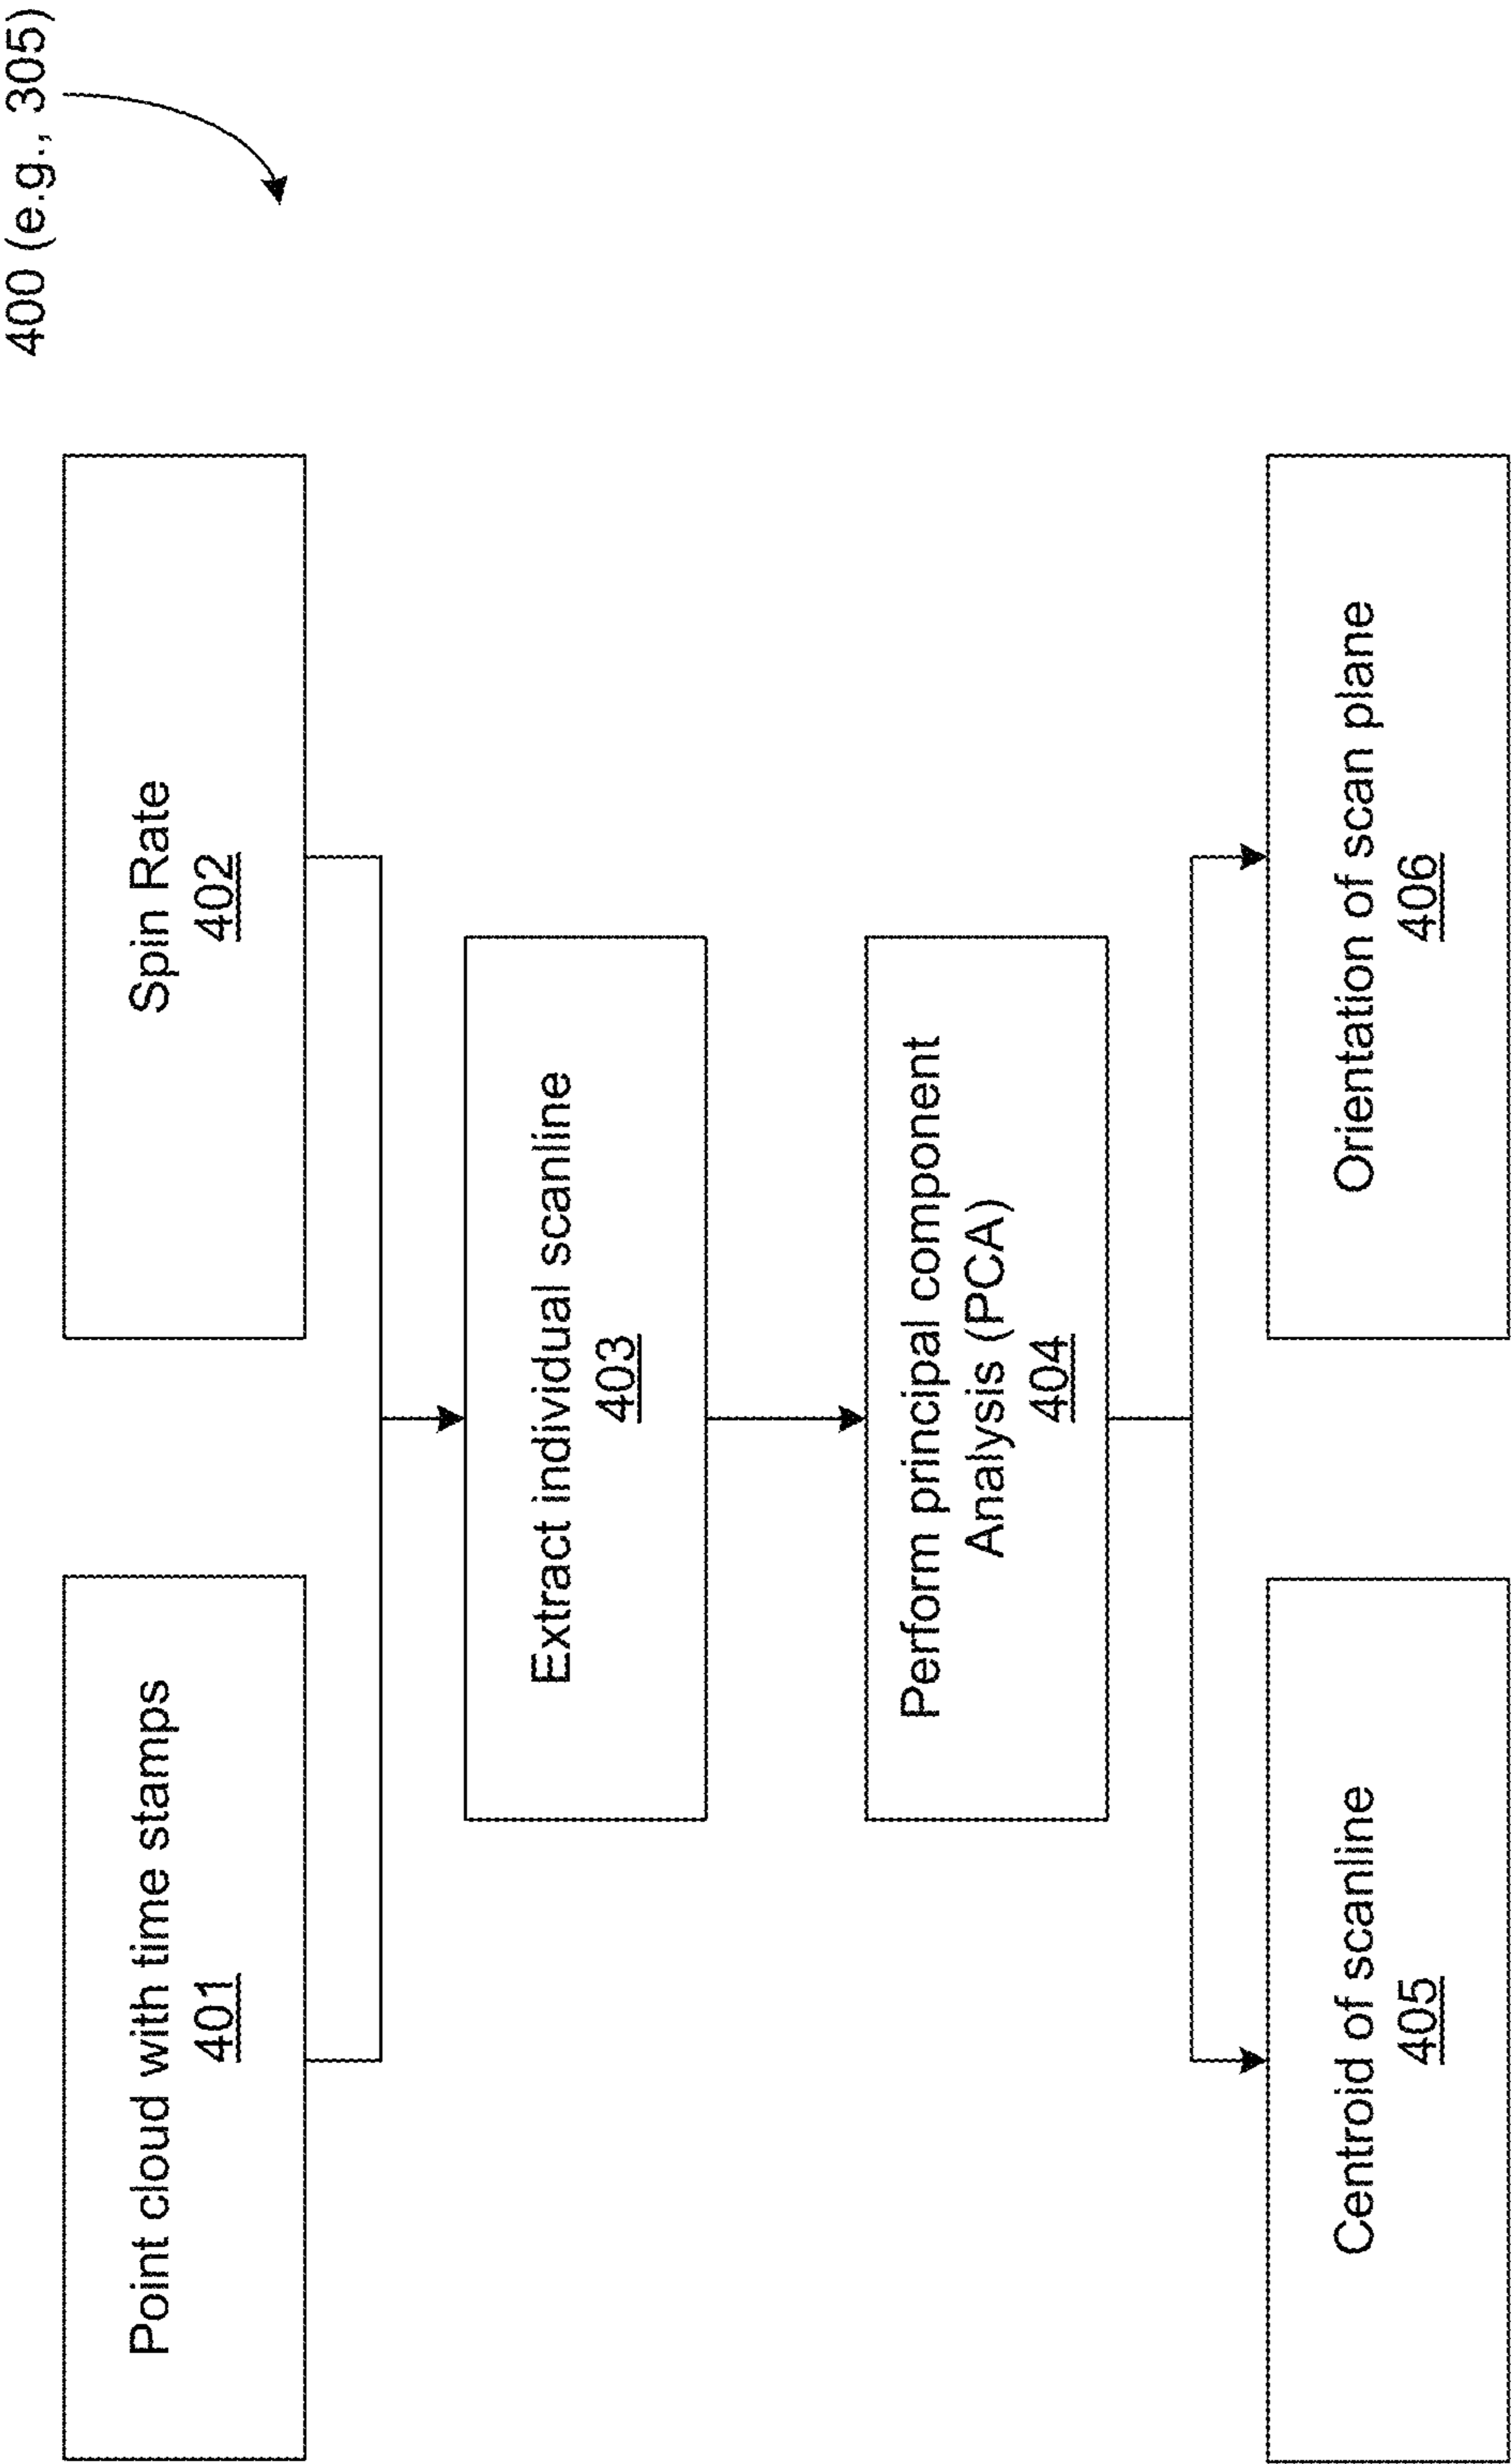 400 (e.g., 305)
Point cloud with time stamps
401
Spin Rate
402
Extract individual scanline
403
Perform principal component
Analysis (PCA)
404
Centroid of scanline
405
Orientation of scan plane
406